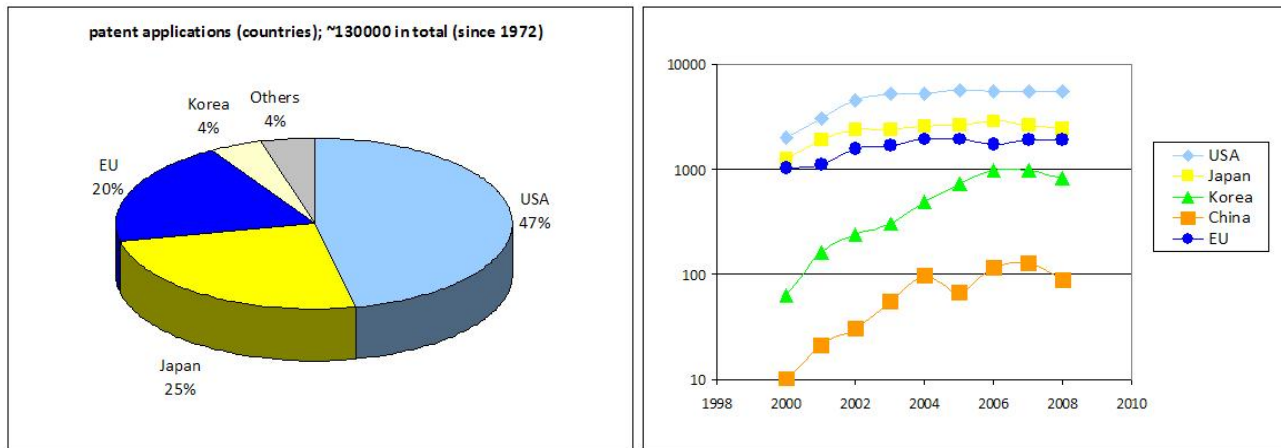 patent applications (countries); ~130000 in total (since 1972)
Others
4%
Korea
4%
EU
20%
USA
47%
Japan
25%
10000
1000
100
10
1998 2000 2002 2004 2006 2008 2010
USA
Japan
Korea
China
EU